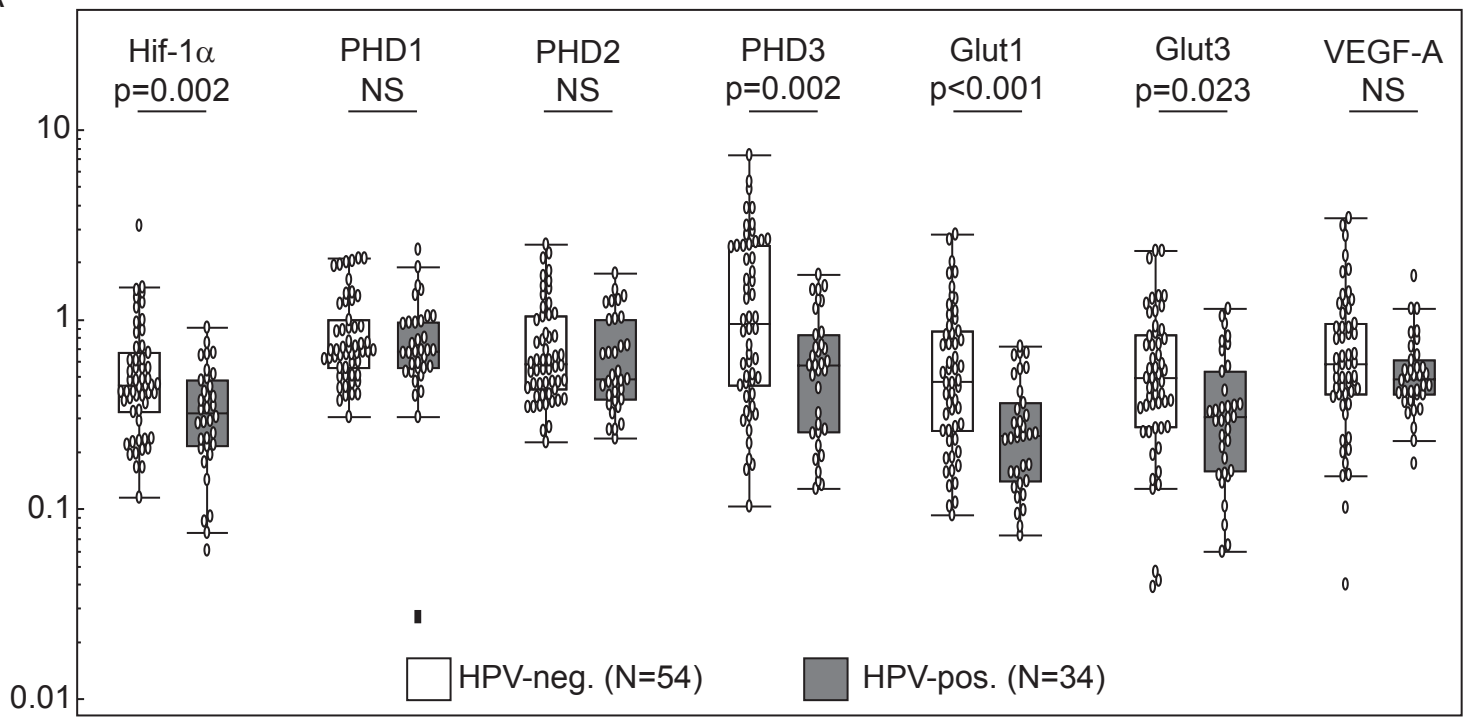 Hif-1α PHD1 PHD2 PHD3 Glut1 Glut3 VEGF-A
p=0.002 NS NS p=0.002 p<0.001 p=0.023 NS
10
1
0.1
0.01
HPV-neg. (N=54) HPV-pos. (N=34)